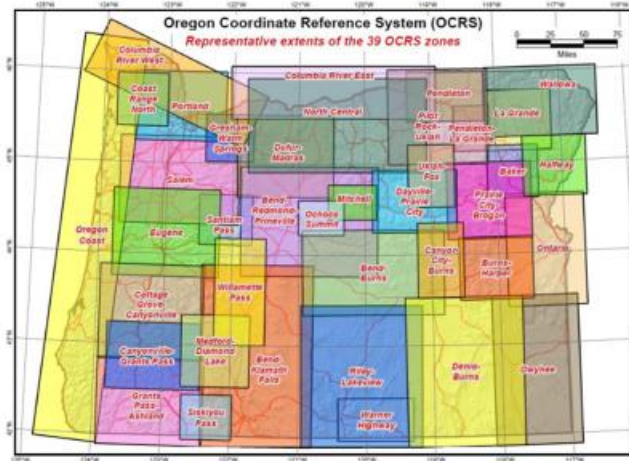 Oregon Coordinate Reference System (OCRS)
Representative extents of the 39 OCRS zones
0 25 50 75
Miles
Columbia
River West
Coast
Range
North
Portland
Columbia River East
North Central
Pendleton
Wallowa
La Grande
Pilot
Rock-
Ukiah
Pendleton-
La Grande
Gresham-
Warm
Springs
Dufur-
Madras
Ukiah-
Fox
Baker
Halfway
Salem
Bend-
Redmond-
Prineville
Mitchell
Ochoco
Summit
Dayville-
Prairie
City
Prairie
City-
Brogan
Santiam
Pass
Oregon
Coast
Eugene
Ontario
Canyon
City-
Burns
Burns-
Harper
Bend-
Burns
Willamette
Pass
Cottage
Grove-
Canyonville
Canyonville-
Grants Pass
Medford-
Diamond
Lake
Bend-
Klamath
Falls
Riley-
Lakeview
Denio-
Burns
Owyhee
Grants
Pass-
Ashland
Siskiyou
Pass
Warner
Highway